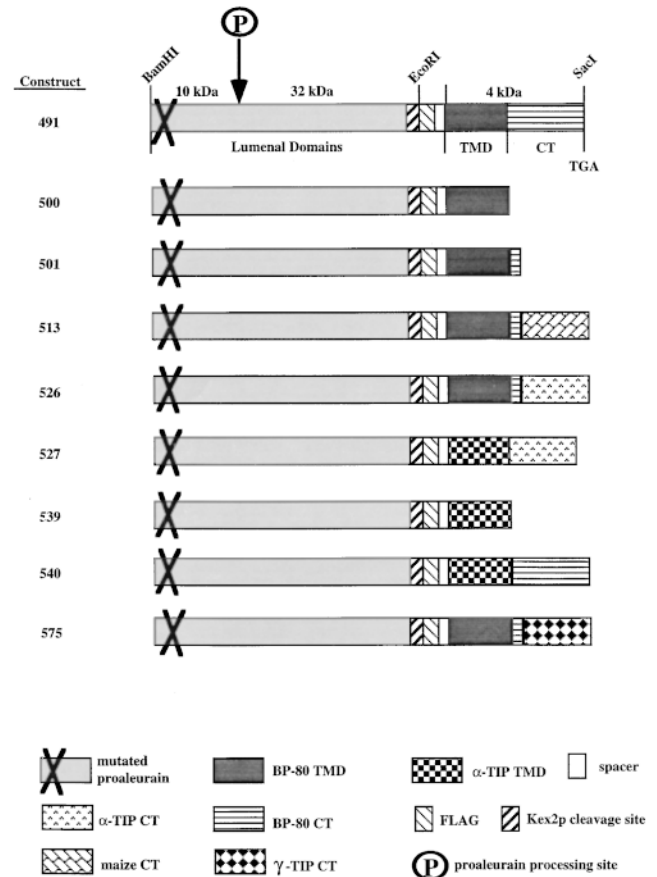 P
BamHI
EcoRI
SacI
Construct
10 kDa 32 kDa 4 kDa
491
Lumenal Domains TMD CT
TGA
500
501
513
526
527
539
540
575
mutated proaleurain
BP-80 TMD
α-TIP TMD
spacer
α-TIP CT
BP-80 CT
FLAG
Kex2p cleavage site
maize CT
γ-TIP CT
P proaleurain processing site